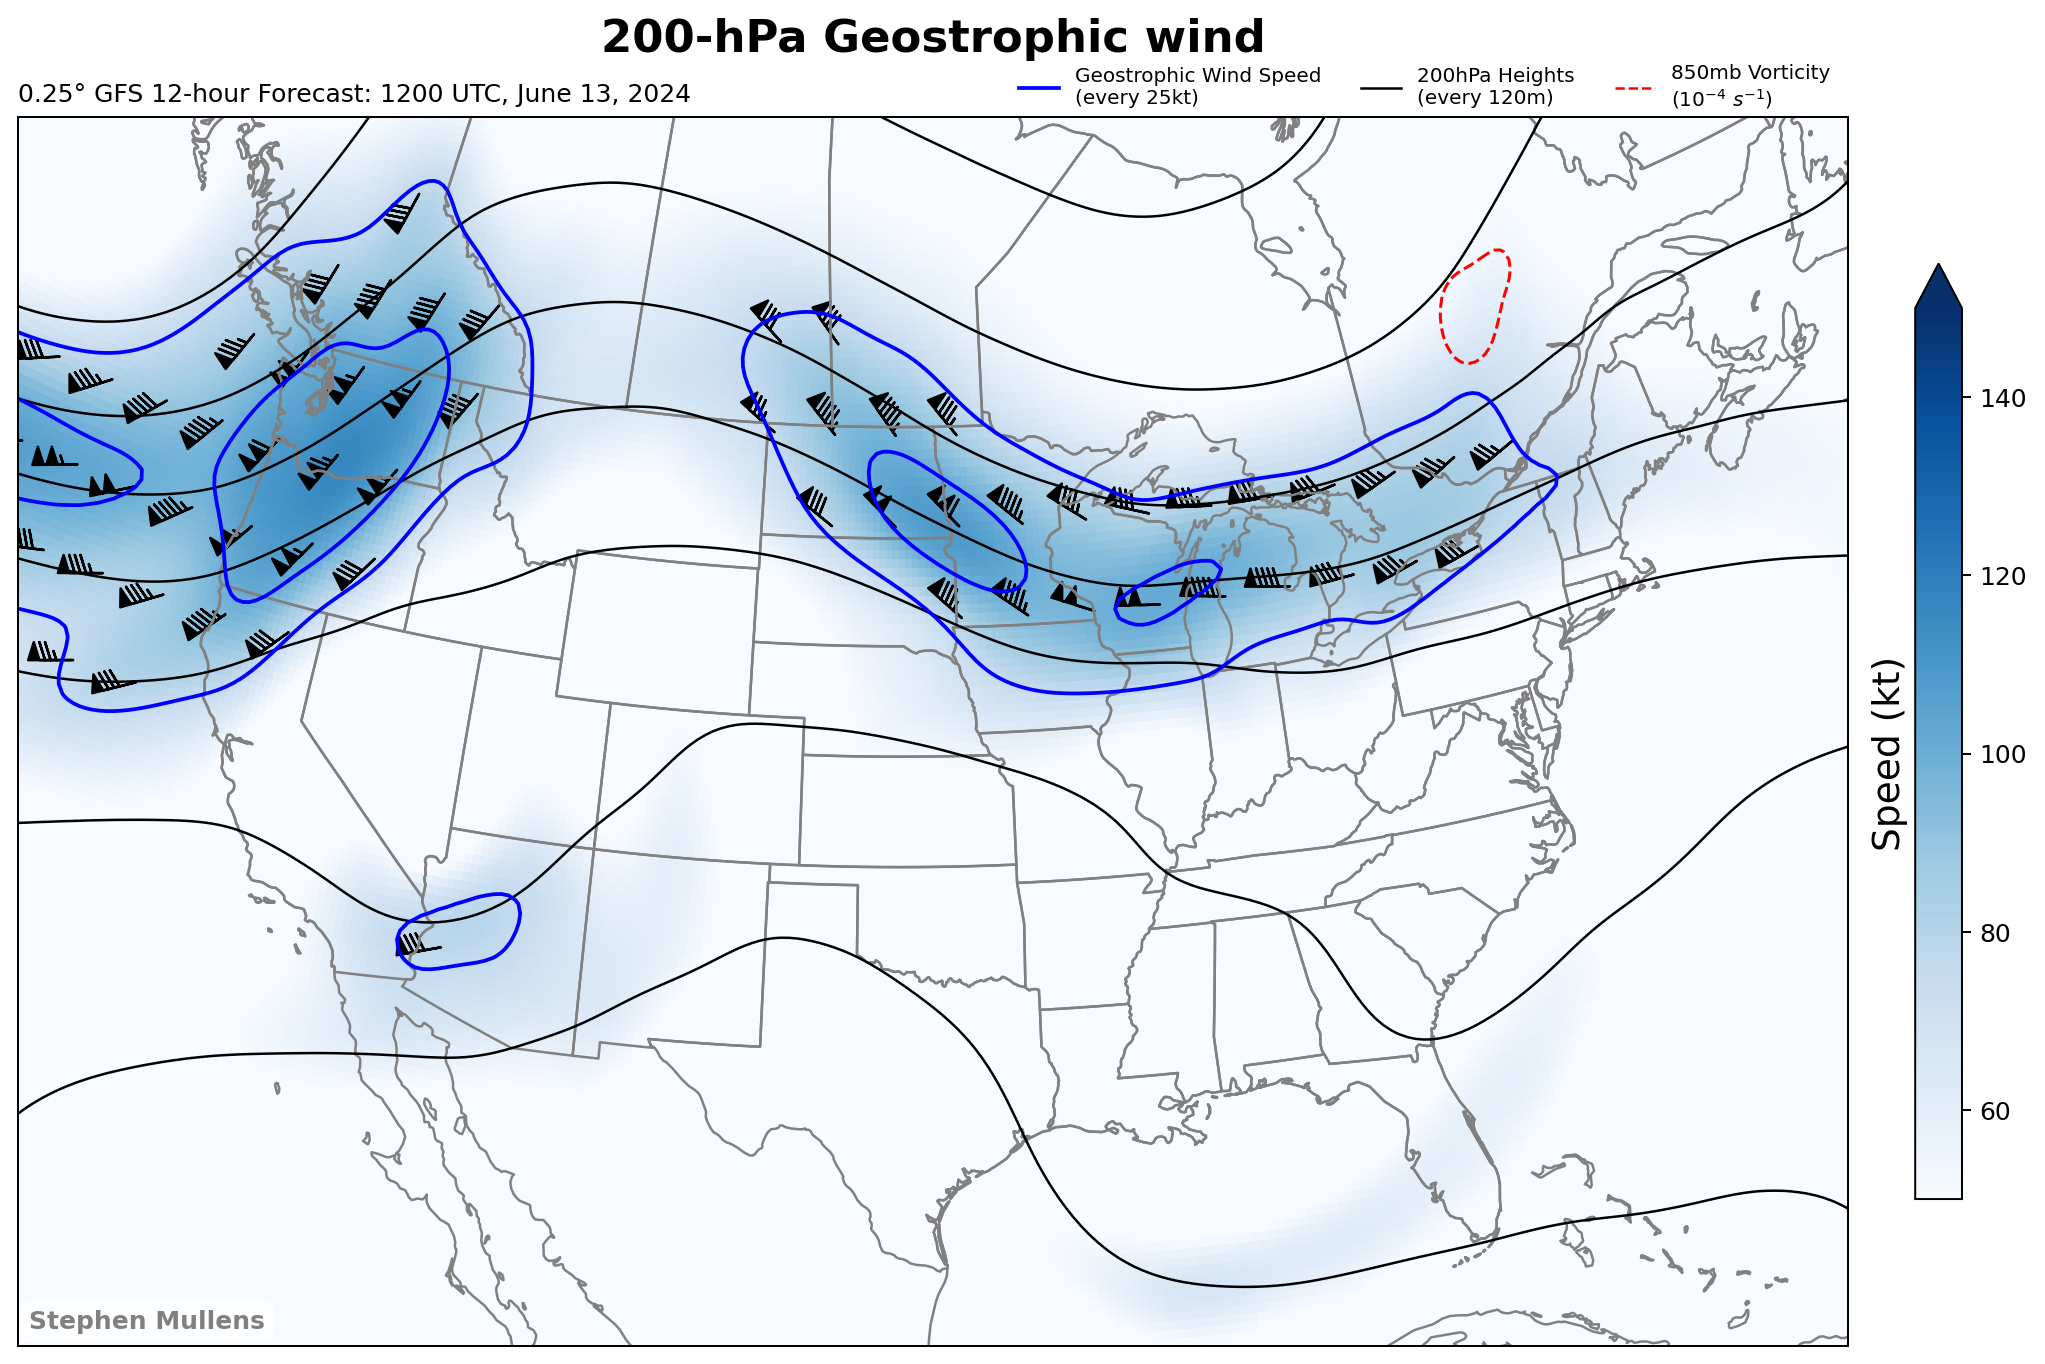 200-hPa Geostrophic wind
0.25° GFS 12-hour Forecast: 1200 UTC, June 13, 2024
Geostrophic Wind Speed
(every 25kt)
200hPa Heights
(every 120m)
850mb Vorticity
(10⁻⁴ s⁻¹)
140
120
100
80
60
Speed (kt)
Stephen Mullens